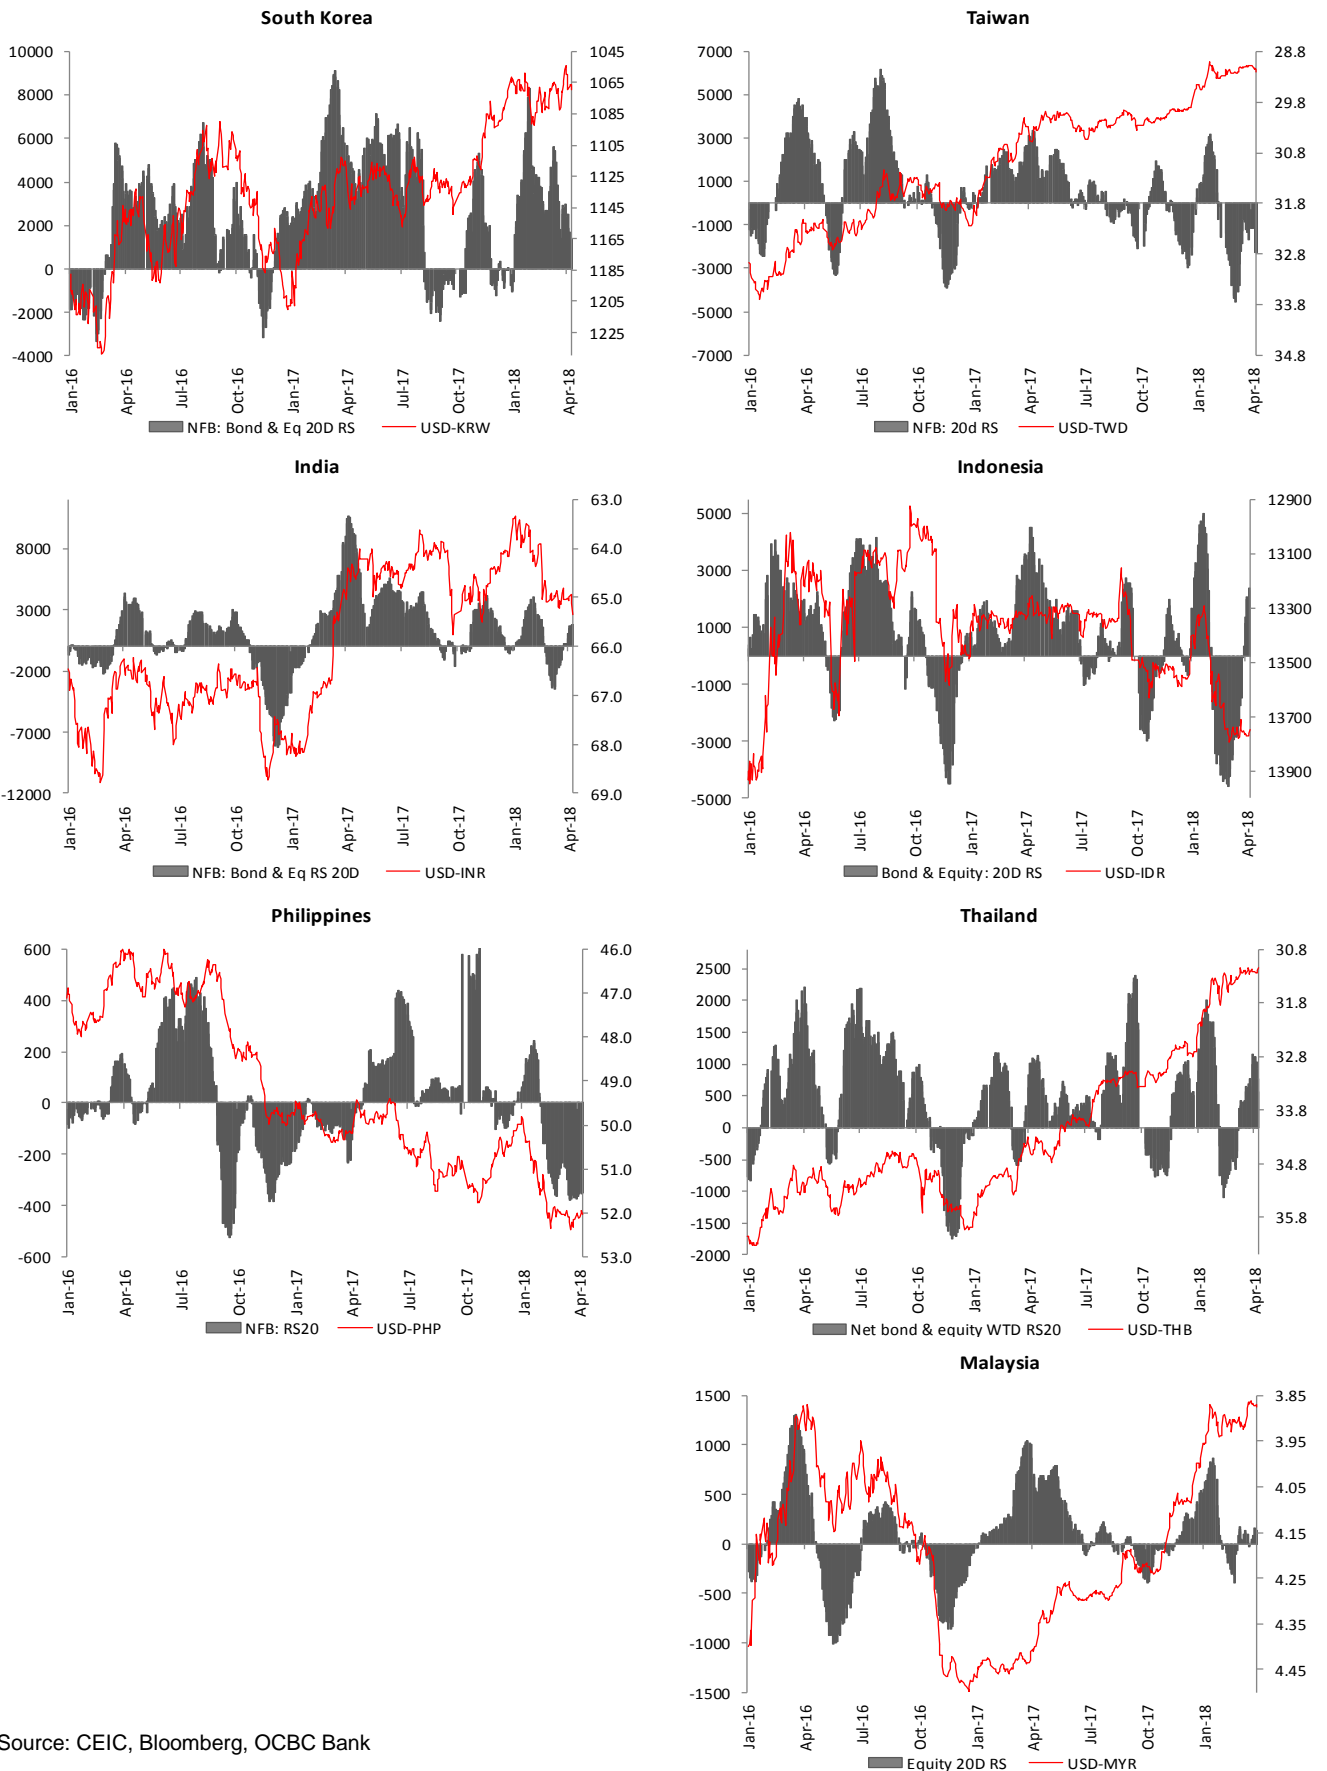 South Korea
10000
8000
6000
4000
2000
0
-2000
-4000
1045
1065
1085
1105
1125
1145
1165
1185
1205
1225
Jan-16
Apr-16
Jul-16
Oct-16
Jan-17
Apr-17
Jul-17
Oct-17
Jan-18
Apr-18
NFB: Bond & Eq 20D RS USD-KRW
Taiwan
7000
5000
3000
1000
-1000
-3000
-5000
-7000
28.8
29.8
30.8
31.8
32.8
33.8
34.8
Jan-16
Apr-16
Jul-16
Oct-16
Jan-17
Apr-17
Jul-17
Oct-17
Jan-18
Apr-18
NFB: 20d RS USD-TWD
India
8000
3000
-2000
-7000
-12000
63.0
64.0
65.0
66.0
67.0
68.0
69.0
Jan-16
Apr-16
Jul-16
Oct-16
Jan-17
Apr-17
Jul-17
Oct-17
Jan-18
Apr-18
NFB: Bond & Eq RS 20D USD-INR
Indonesia
5000
3000
1000
-1000
-3000
-5000
12900
13100
13300
13500
13700
13900
Jan-16
Apr-16
Jul-16
Oct-16
Jan-17
Apr-17
Jul-17
Oct-17
Jan-18
Apr-18
Bond & Equity: 20D RS USD-IDR
Philippines
600
400
200
0
-200
-400
-600
46.0
47.0
48.0
49.0
50.0
51.0
52.0
53.0
Jan-16
Apr-16
Jul-16
Oct-16
Jan-17
Apr-17
Jul-17
Oct-17
Jan-18
Apr-18
NFB: RS20 USD-PHP
Thailand
2500
2000
1500
1000
500
0
-500
-1000
-1500
-2000
30.8
31.8
32.8
33.8
34.8
35.8
Jan-16
Apr-16
Jul-16
Oct-16
Jan-17
Apr-17
Jul-17
Oct-17
Jan-18
Apr-18
Net bond & equity WTD RS20 USD-THB
Malaysia
1500
1000
500
0
-500
-1000
-1500
3.85
3.95
4.05
4.15
4.25
4.35
4.45
Jan-16
Apr-16
Jul-16
Oct-16
Jan-17
Apr-17
Jul-17
Oct-17
Jan-18
Equity 20D RS USD-MYR
Source: CEIC, Bloomberg, OCBC Bank